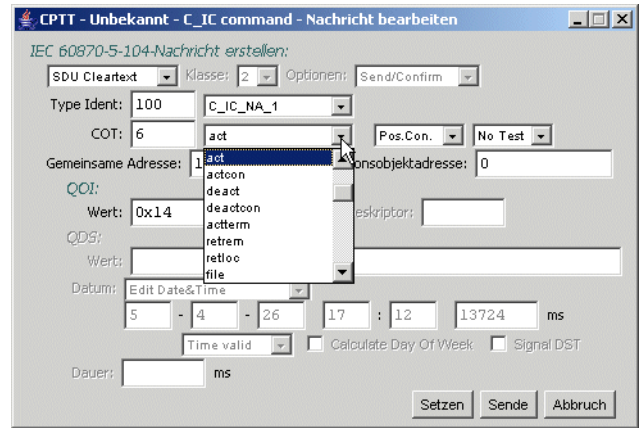 CPTT - Unbekannt - C_IC command - Nachricht bearbeiten
IEC 60870-5-104-Nachricht erstellen:
SDU Cleartext Klasse: 2 Optionen: Send/Confirm
Type Ident: 100 C_IC_NA_1
COT: 6 act Pos.Con. No Test
Gemeinsame Adresse: 1 onsobjektadresse: 0
act
actcon
deact
deactcon
actterm
retrem
retloc
file
QOI:
Wert: 0x14 eskriptor:
QDS:
Wert:
Datum: Edit Date&Time
5 - 4 - 26 17 : 12 13724 ms
Time valid Calculate Day Of Week Signal DST
Dauer: ms
Setzen Sende Abbruch